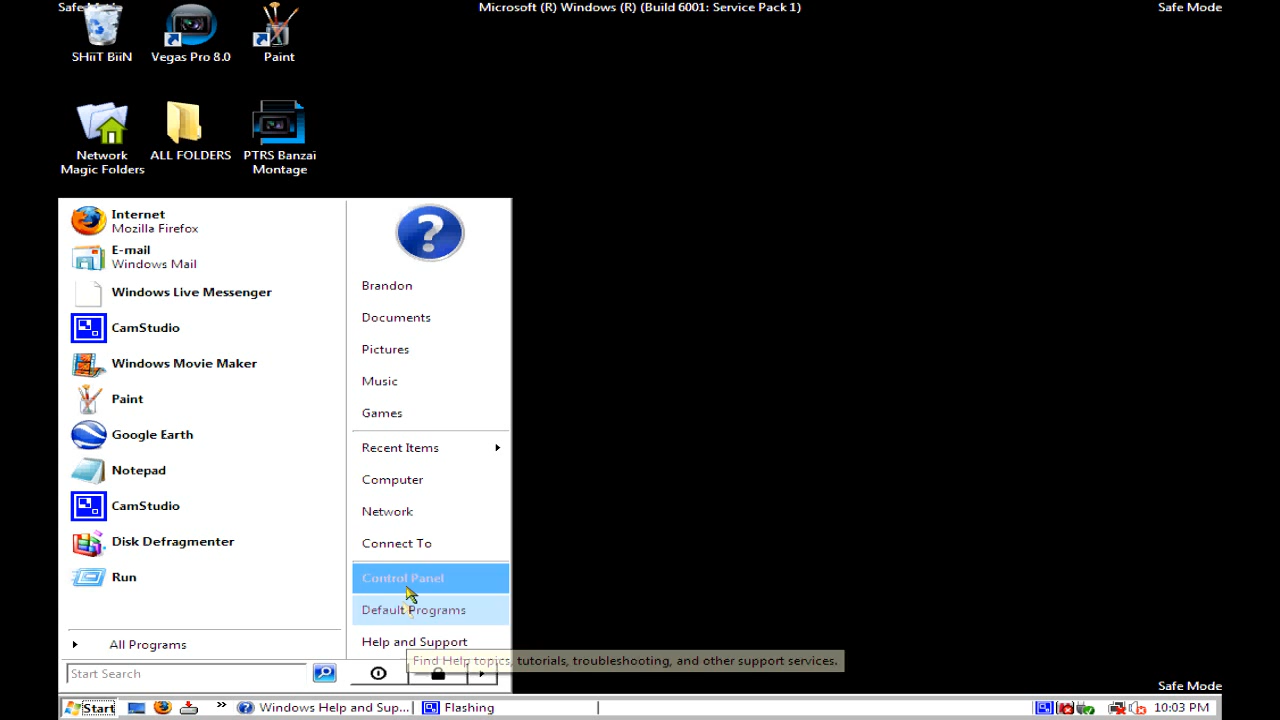 Safe Mode
Microsoft (R) Windows (R) (Build 6001: Service Pack 1)
Safe Mode
SHiiT BiiN
Vegas Pro 8.0
Paint
Network
Magic Folders
ALL FOLDERS
PTRS Banzai
Montage
Internet
Mozilla Firefox
E-mail
Windows Mail
Windows Live Messenger
CamStudio
Windows Movie Maker
Paint
Google Earth
Notepad
CamStudio
Disk Defragmenter
Run
All Programs
Start Search
Brandon
Documents
Pictures
Music
Games
Recent Items
Computer
Network
Connect To
Control Panel
Default Programs
Help and Support
Find Help topics, tutorials, troubleshooting, and other support services.
Safe Mode
Start
Windows Help and Sup...
Flashing
10:03 PM